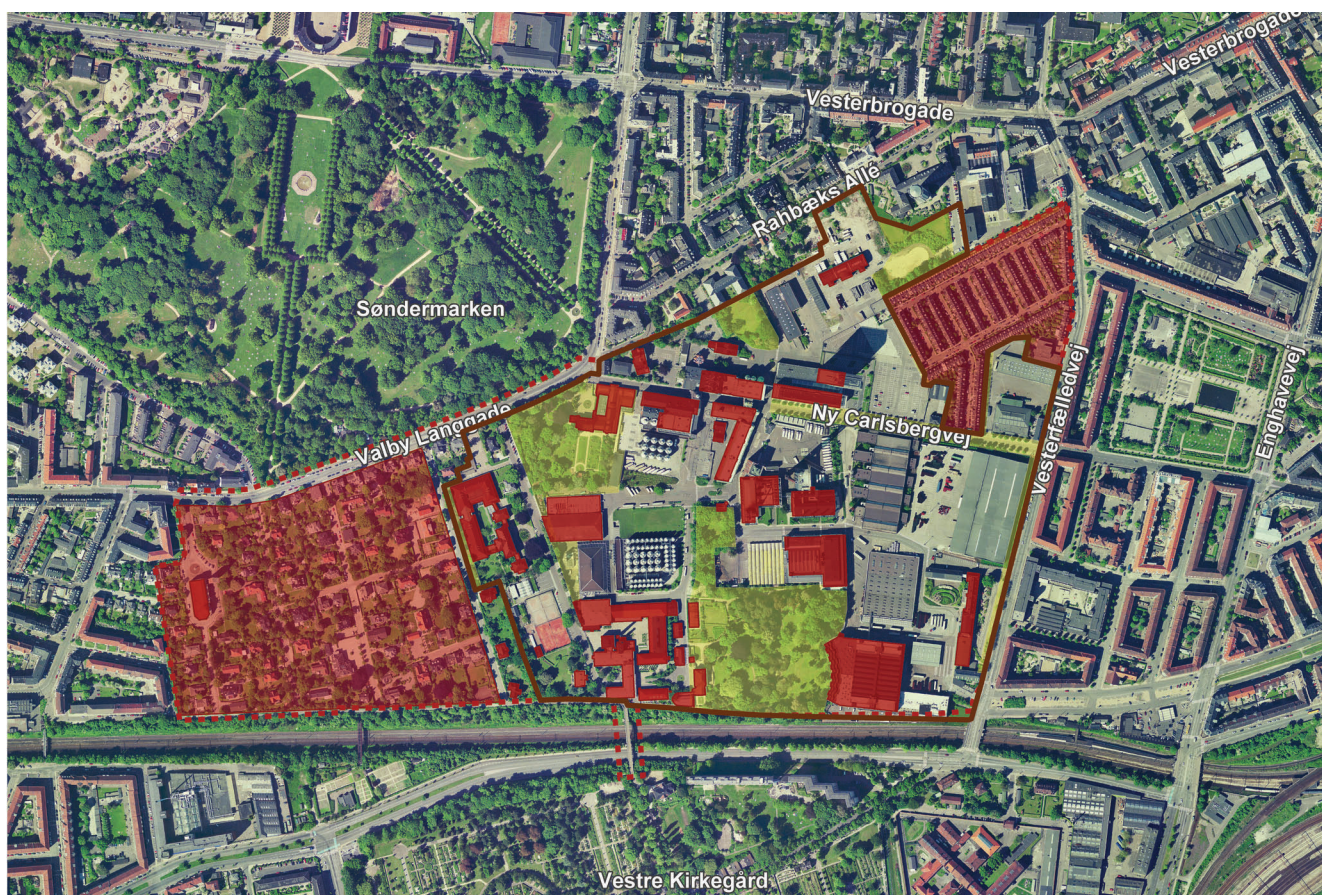 Vesterbrogade
Vesterbrogade
Rahbæks Allé
Søndermarken
Enghavevej
Valby Langgade
Ny Carlsbergvej
Vesterfælledvej
Vestre Kirkegård